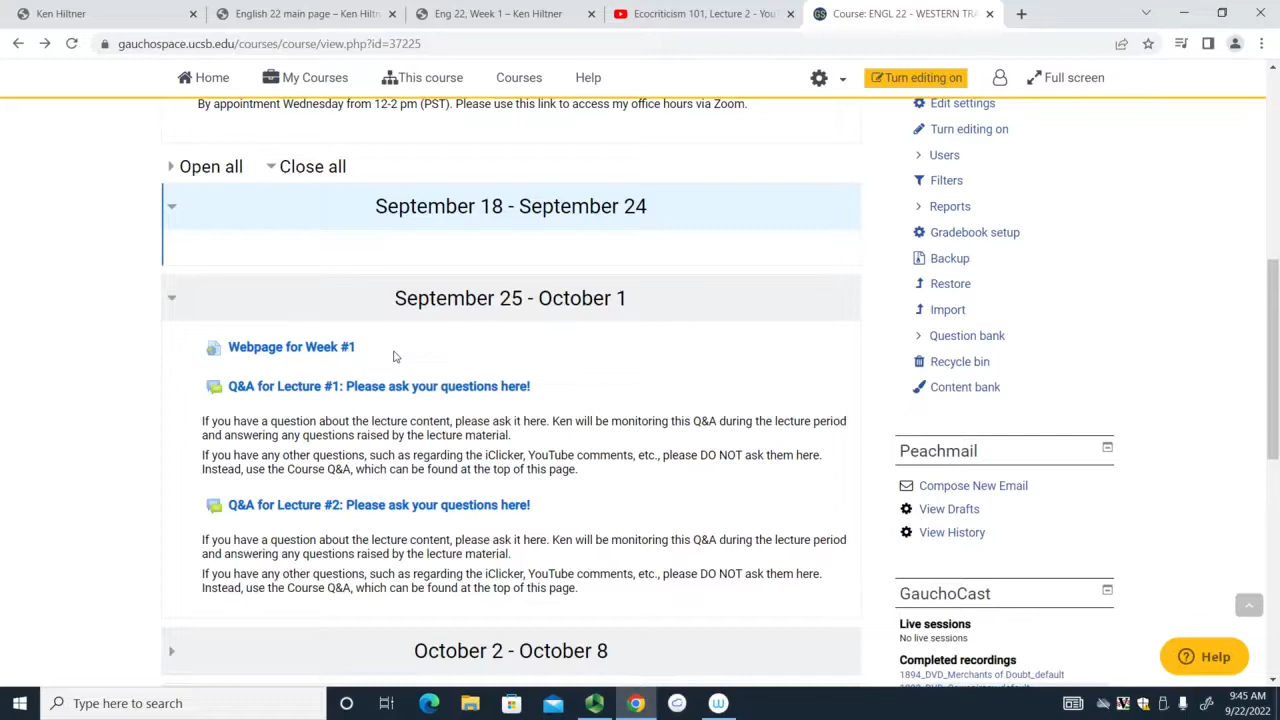 Ken Hiltner
English 22 main page – Ken Hiltn
Eng 22, Week 1 – Ken Hiltner
Ecocriticism 101, Lecture 2 - You
Course: ENGL 22 - WESTERN TRA
gauchospace.ucsb.edu/courses/course/view.php?id=37225
Home
My Courses
This course
Courses
Help
Turn editing on
Full screen
By appointment Wednesday from 12-2 pm (PST). Please use this link to access my office hours via Zoom.
Open all
Close all
September 18 - September 24
September 25 - October 1
Webpage for Week #1
Q&A for Lecture #1: Please ask your questions here!
If you have a question about the lecture content, please ask it here. Ken will be monitoring this Q&A during the lecture period
and answering any questions raised by the lecture material.
If you have any other questions, such as regarding the iClicker, YouTube comments, etc., please DO NOT ask them here.
Instead, use the Course Q&A, which can be found at the top of this page.
Q&A for Lecture #2: Please ask your questions here!
If you have a question about the lecture content, please ask it here. Ken will be monitoring this Q&A during the lecture period
and answering any questions raised by the lecture material.
If you have any other questions, such as regarding the iClicker, YouTube comments, etc., please DO NOT ask them here.
Instead, use the Course Q&A, which can be found at the top of this page.
October 2 - October 8
Edit settings
Turn editing on
Users
Filters
Reports
Gradebook setup
Backup
Restore
Import
Question bank
Recycle bin
Content bank
Peachmail
Compose New Email
View Drafts
View History
GauchoCast
Live sessions
No live sessions
Completed recordings
1894_DVD_Merchants of Doubt_default
Help
Type here to search
9:45 AM
9/22/2022